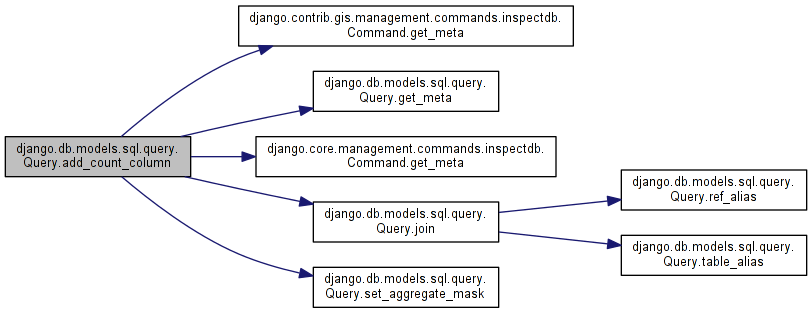 django.contrib.gis.management.commands.inspectdb.
Command.get_meta
django.db.models.sql.query.
Query.get_meta
django.db.models.sql.query.
Query.add_count_column
django.core.management.commands.inspectdb.
Command.get_meta
django.db.models.sql.query.
Query.join
django.db.models.sql.query.
Query.ref_alias
django.db.models.sql.query.
Query.table_alias
django.db.models.sql.query.
Query.set_aggregate_mask